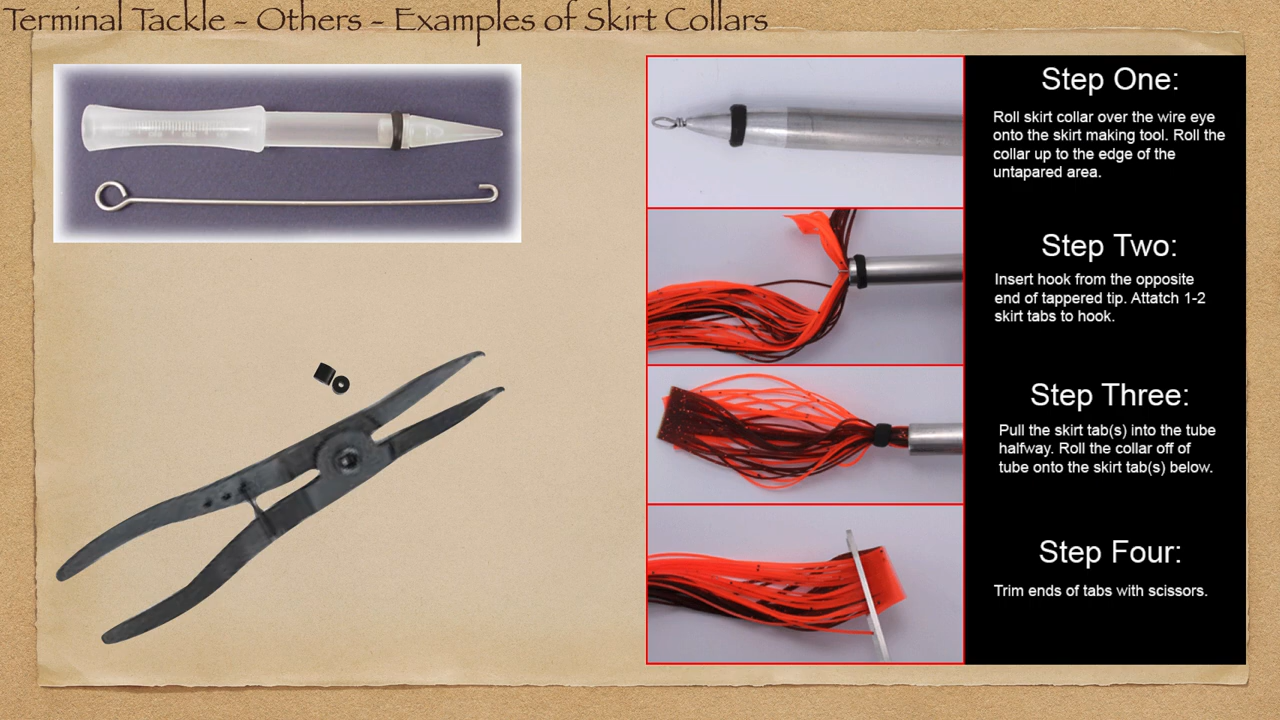 Terminal Tackle - Others - Examples of Skirt Collars
Step One:
Roll skirt collar over the wire eye
onto the skirt making tool. Roll the
collar up to the edge of the
untapared area.
Step Two:
Insert hook from the opposite
end of tappered tip. Attatch 1-2
skirt tabs to hook.
Step Three:
Pull the skirt tab(s) into the tube
halfway. Roll the collar off of
tube onto the skirt tab(s) below.
Step Four:
Trim ends of tabs with scissors.